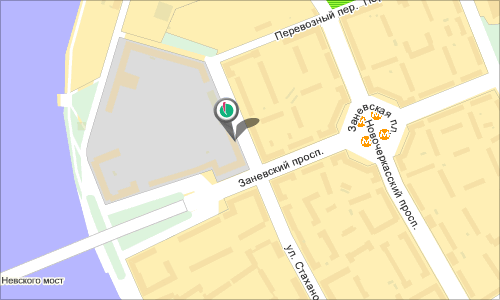 Перевозный пер.
Заневская пл.
Новочеркасский просп.
Заневский просп.
ул. Стахано
Невского мост